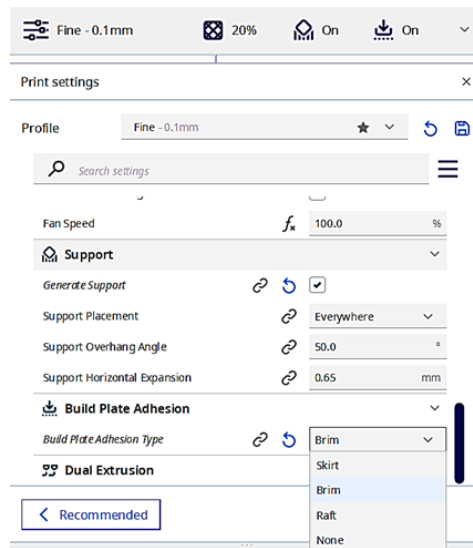 Fine - 0.1mm 20% On On
Print settings ×
Profile Fine - 0.1mm
Search settings
Fan Speed fx 100.0 %
Support
Generate Support
Support Placement Everywhere
Support Overhang Angle 50.0 °
Support Horizontal Expansion 0.65 mm
Build Plate Adhesion
Build Plate Adhesion Type Brim
Skirt
Brim
Dual Extrusion
Raft
Recommended
None